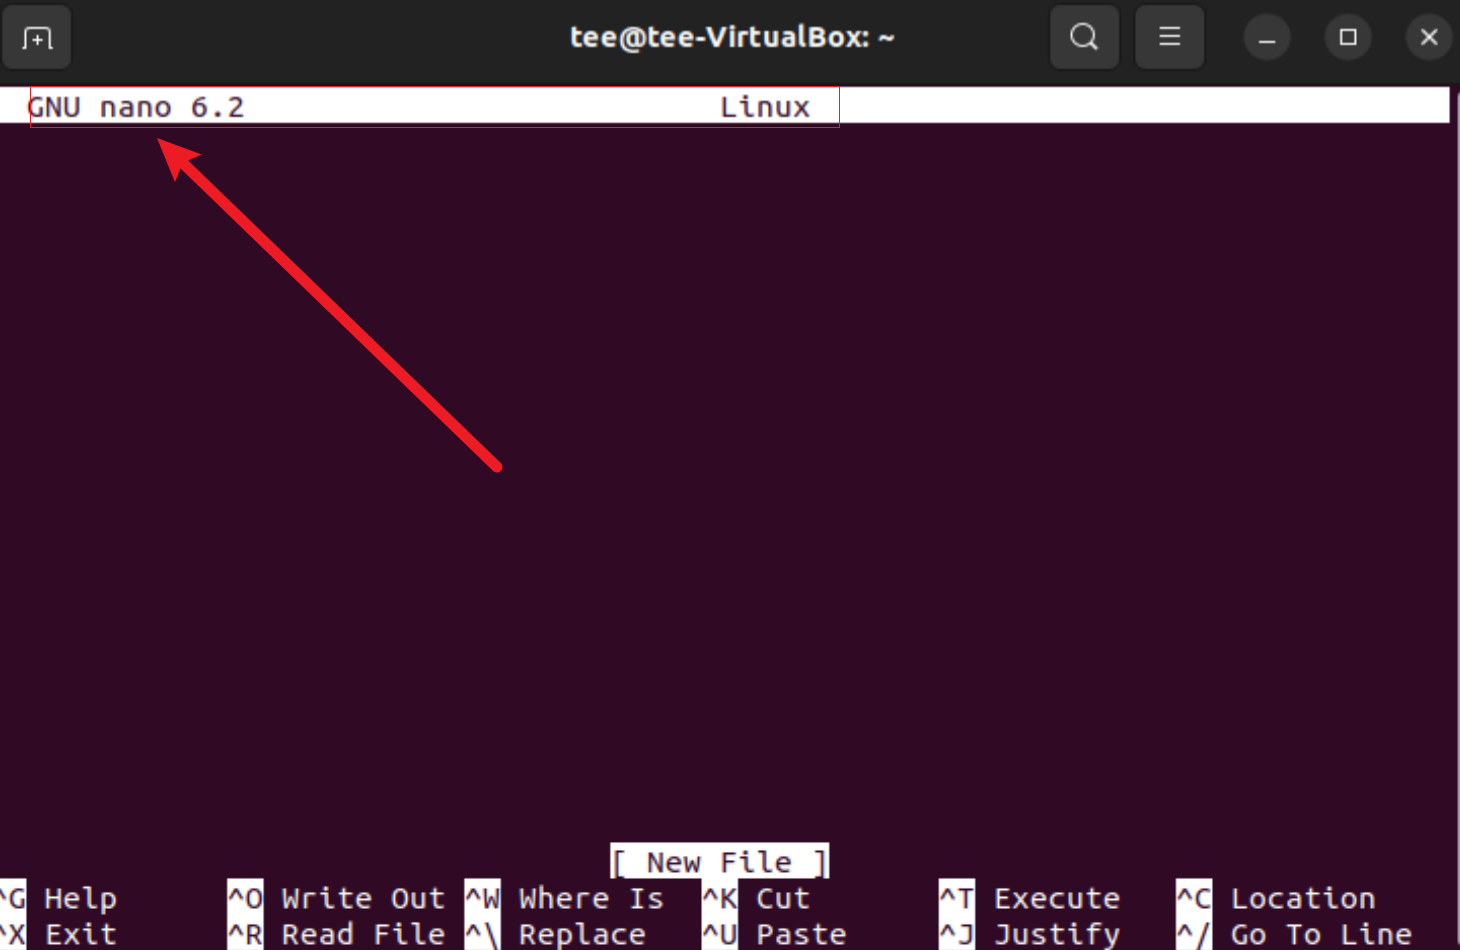 tee@tee-VirtualBox: ~
GNU nano 6.2 Linux
[ New File ]
^G Help ^O Write Out ^W Where Is ^K Cut ^T Execute ^C Location
^X Exit ^R Read File ^\ Replace ^U Paste ^J Justify ^/ Go To Line